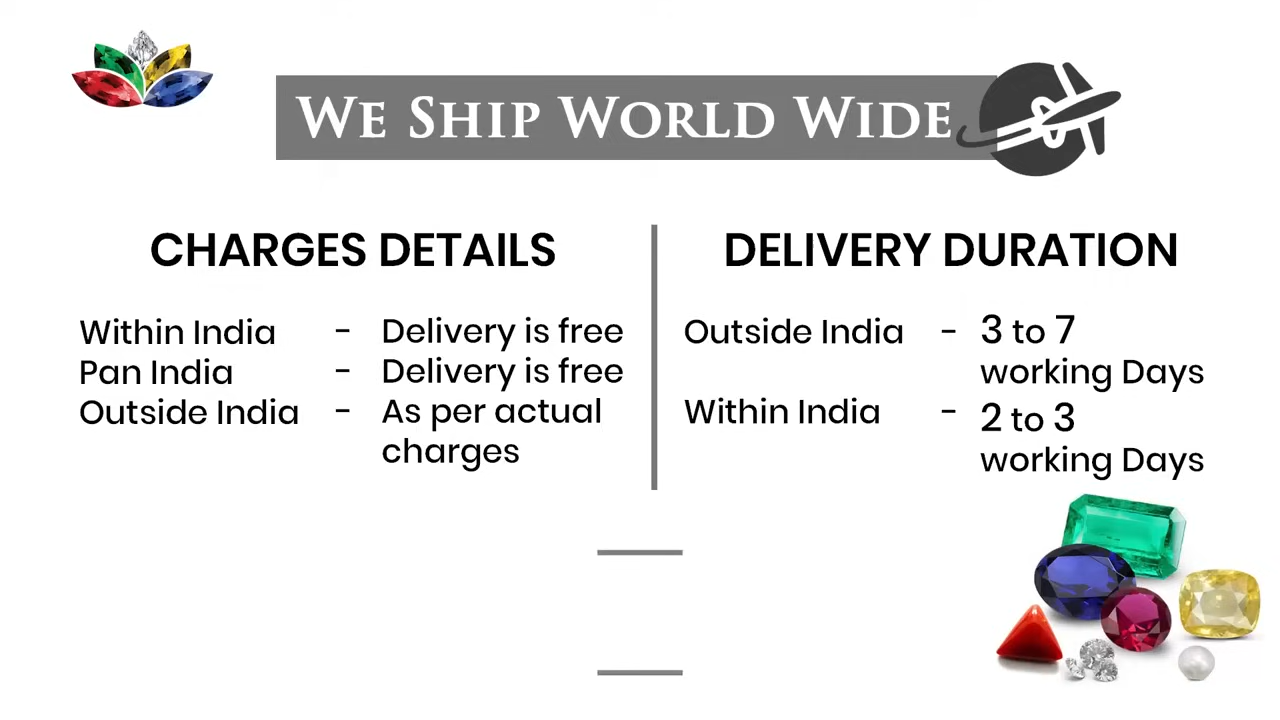 WE SHIP WORLD WIDE
CHARGES DETAILS
Within India - Delivery is free
Pan India - Delivery is free
Outside India - As per actual
charges
DELIVERY DURATION
Outside India - 3 to 7
working Days
Within India - 2 to 3
working Days